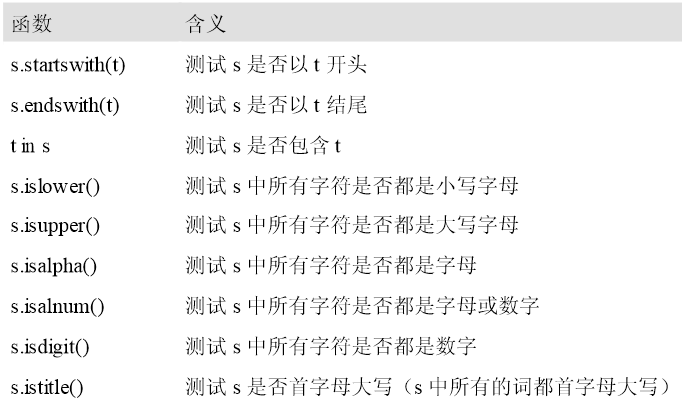 函数 含义
s.startswith(t) 测试 s 是否以 t 开头
s.endswith(t) 测试 s 是否以 t 结尾
t in s 测试 s 是否包含 t
s.islower() 测试 s 中所有字符是否都是小写字母
s.isupper() 测试 s 中所有字符是否都是大写字母
s.isalpha() 测试 s 中所有字符是否都是字母
s.isalnum() 测试 s 中所有字符是否都是字母或数字
s.isdigit() 测试 s 中所有字符是否都是数字
s.istitle() 测试 s 是否首字母大写（s 中所有的词都首字母大写）